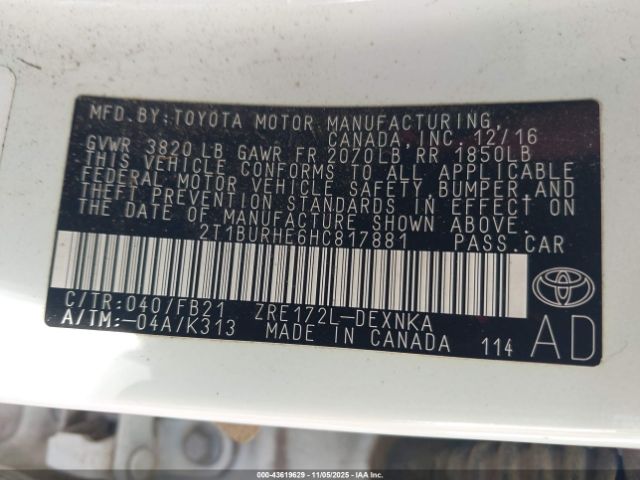 MFD.BY:TOYOTA MOTOR MANUFACTURING
CANADA,INC. 12/16
GVWR 3820 LB GAWR FR 2070LB RR 1850LB
THIS VEHICLE CONFORMS TO ALL APPLICABLE
FEDERAL MOTOR VEHICLE SAFETY,BUMPER,AND
THEFT PREVENTION STANDARDS IN EFFECT ON
THE DATE OF MANUFACTURE SHOWN ABOVE.
2T1BURHE6HC817881 PASS.CAR
C/TR:040/FB21 ZRE172L-DEXNKA
A/TM:-04A/K313 MADE IN CANADA 114
TOYOTA
AD
000-43619629 - 11/05/2025 - IAA HOLDINGS, LLC